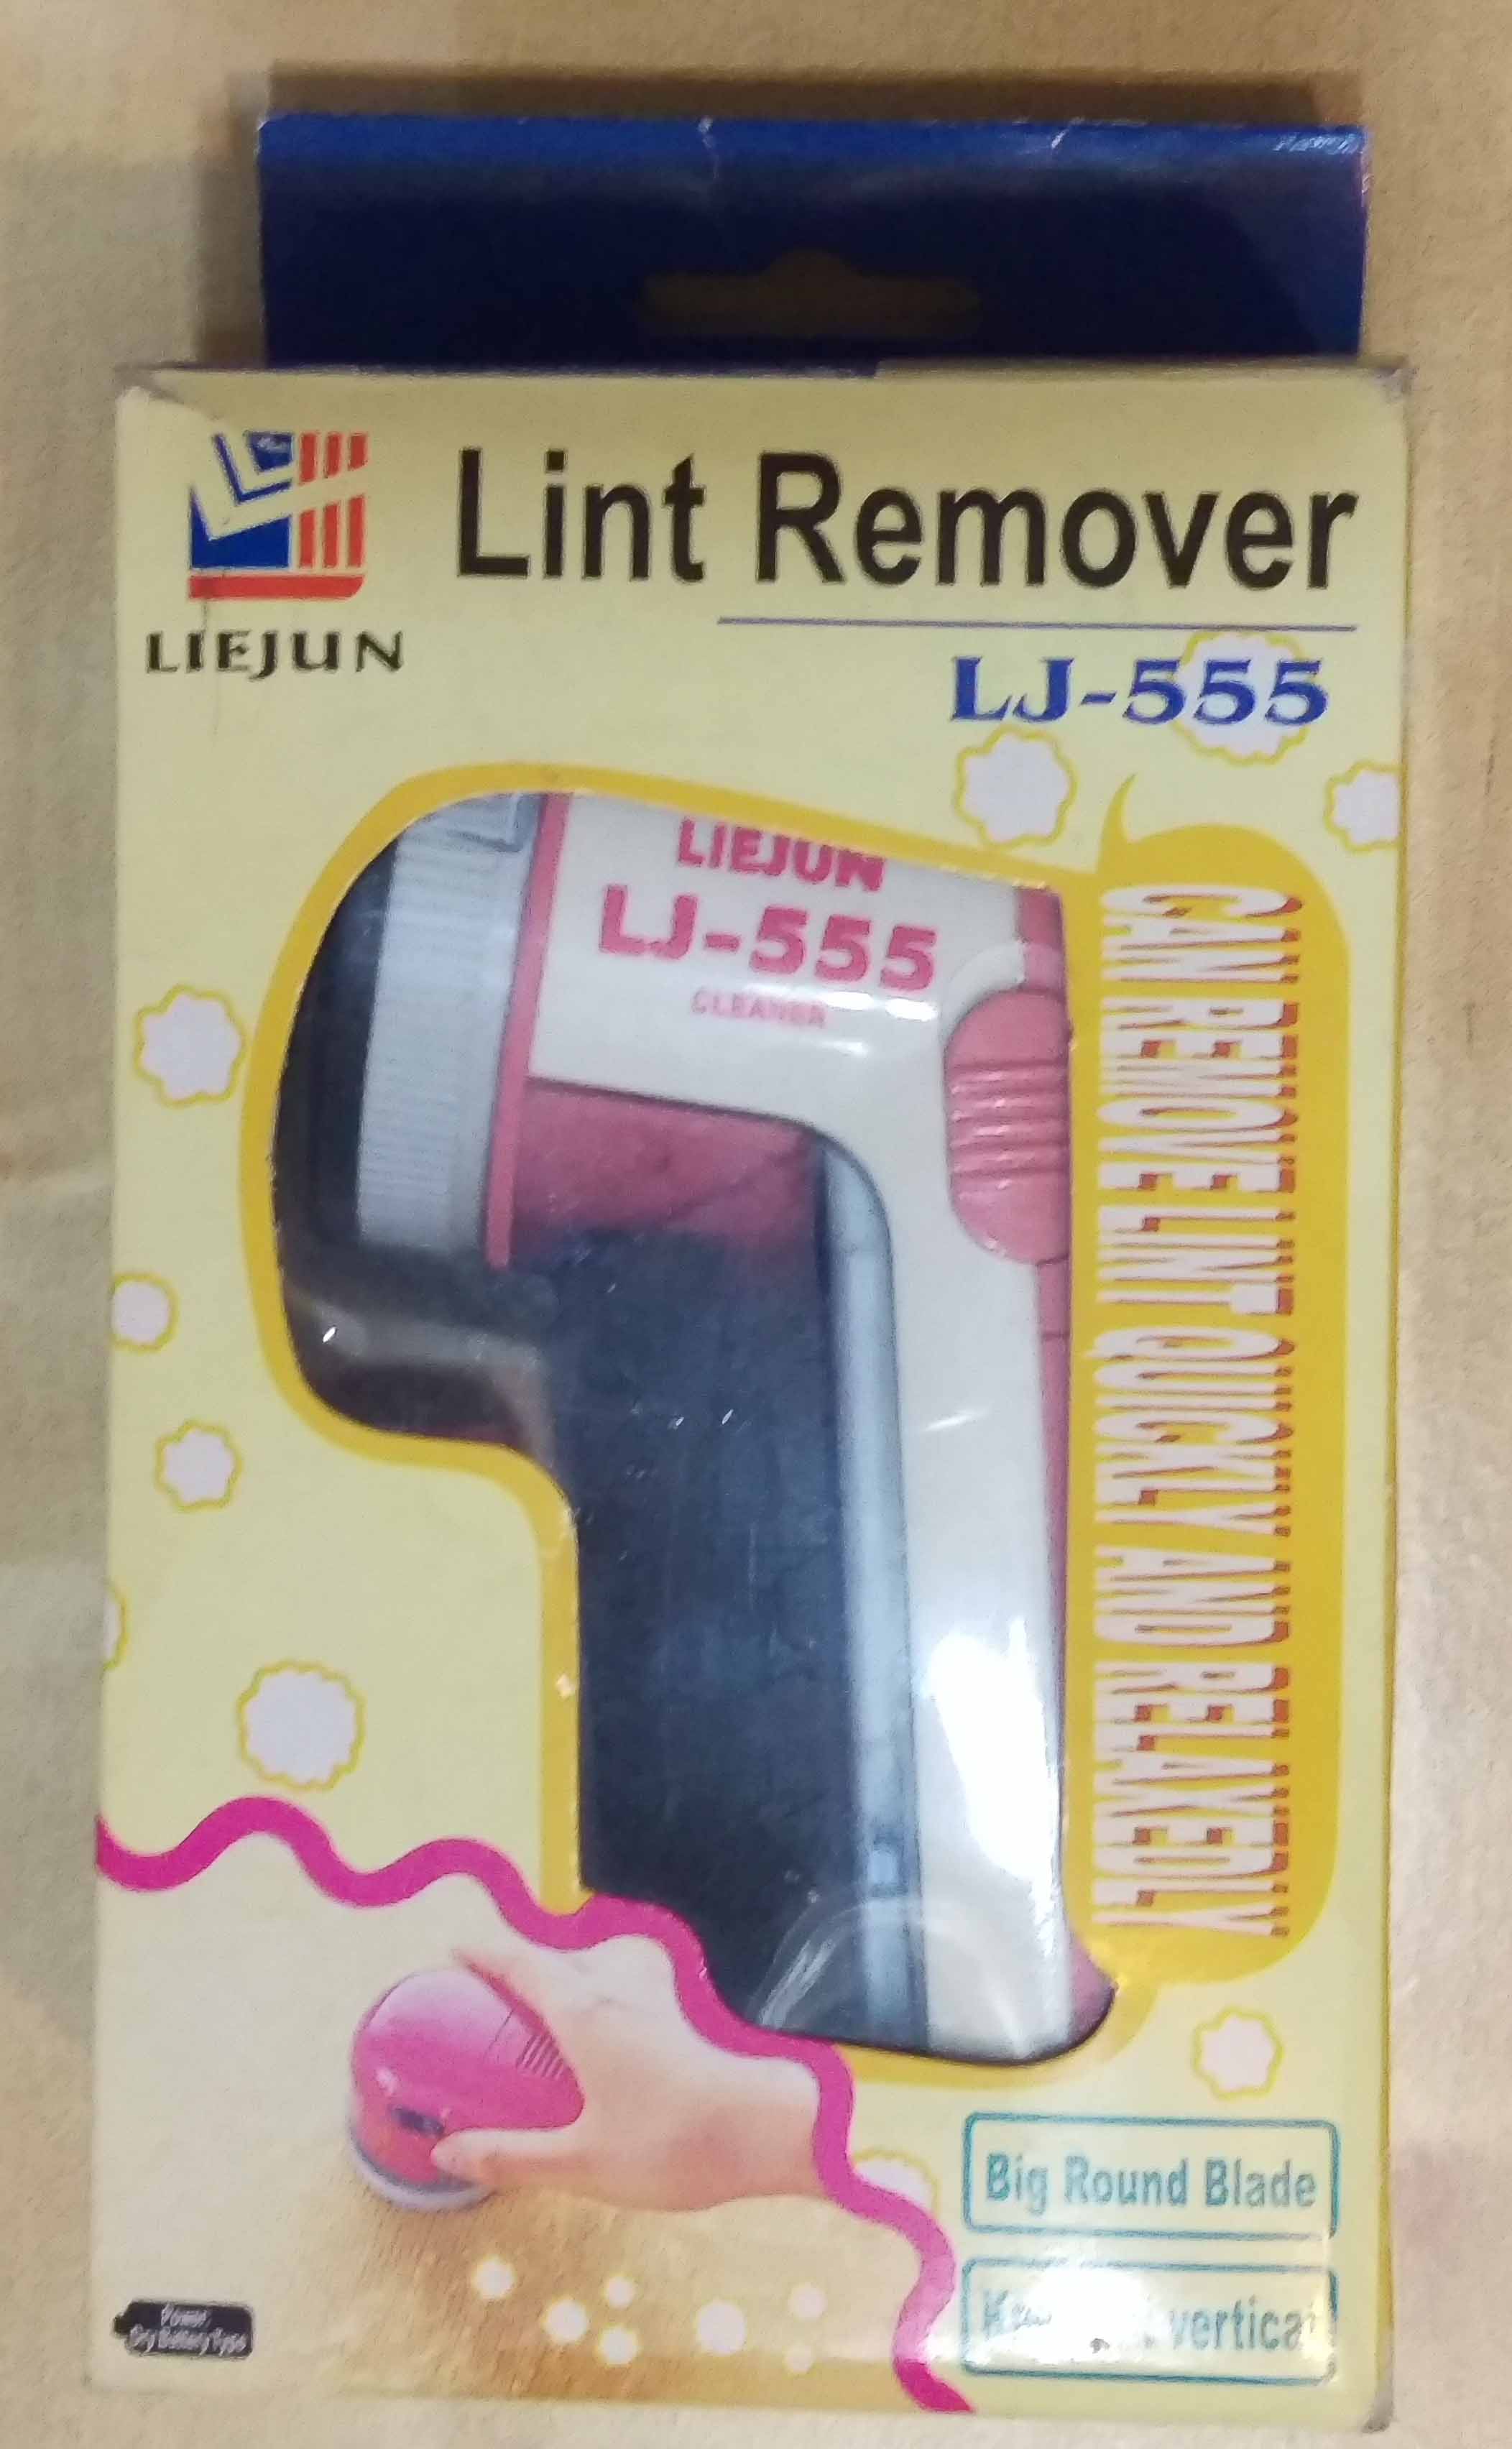 Lint Remover
LIEJUN
LJ-555
LIEJUN
LJ-555
CLEANER
CAN REMOVE LINT QUICKLY AND RELAXEDLY
Big Round Blade
vertical
Power:
Dry Battery Type